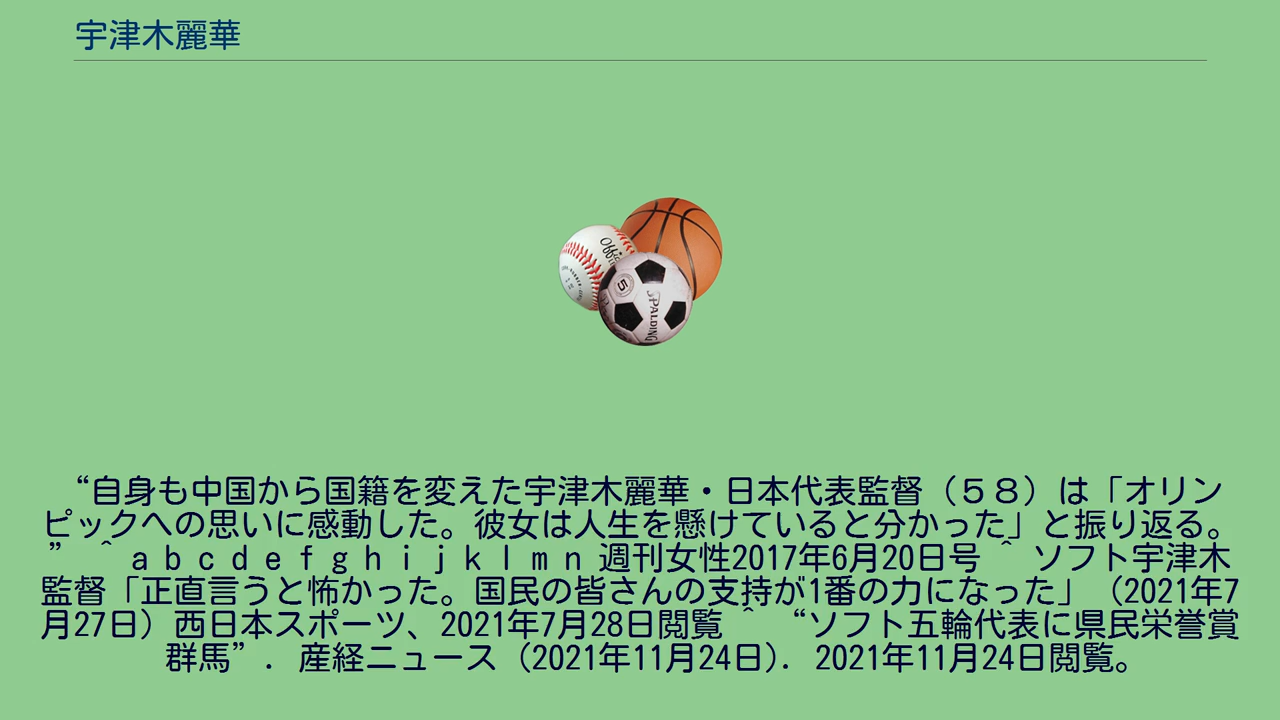 宇津木麗華
Offici
5
SPALDING
“自身も中国から国籍を変えた宇津木麗華・日本代表監督（５８）は「オリン
ピックへの思いに感動した。彼女は人生を懸けていると分かった」と振り返る。
” ^ a b c d e f g h i j k l m n 週刊女性2017年6月20日号 ^ ソフト宇津木
監督「正直言うと怖かった。国民の皆さんの支持が1番の力になった」（2021年7
月27日）西日本スポーツ、2021年7月28日閲覧 ^ “ソフト五輪代表に県民栄誉賞
群馬”. 産経ニュース (2021年11月24日). 2021年11月24日閲覧。